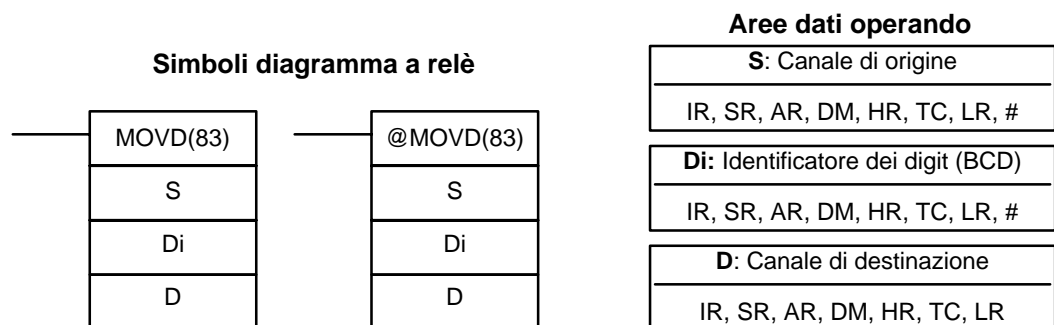 Simboli diagramma a relè
MOVD(83)
S
Di
D
@MOVD(83)
S
Di
D
Aree dati operando
S: Canale di origine
IR, SR, AR, DM, HR, TC, LR, #
Di: Identificatore dei digit (BCD)
IR, SR, AR, DM, HR, TC, LR, #
D: Canale di destinazione
IR, SR, AR, DM, HR, TC, LR